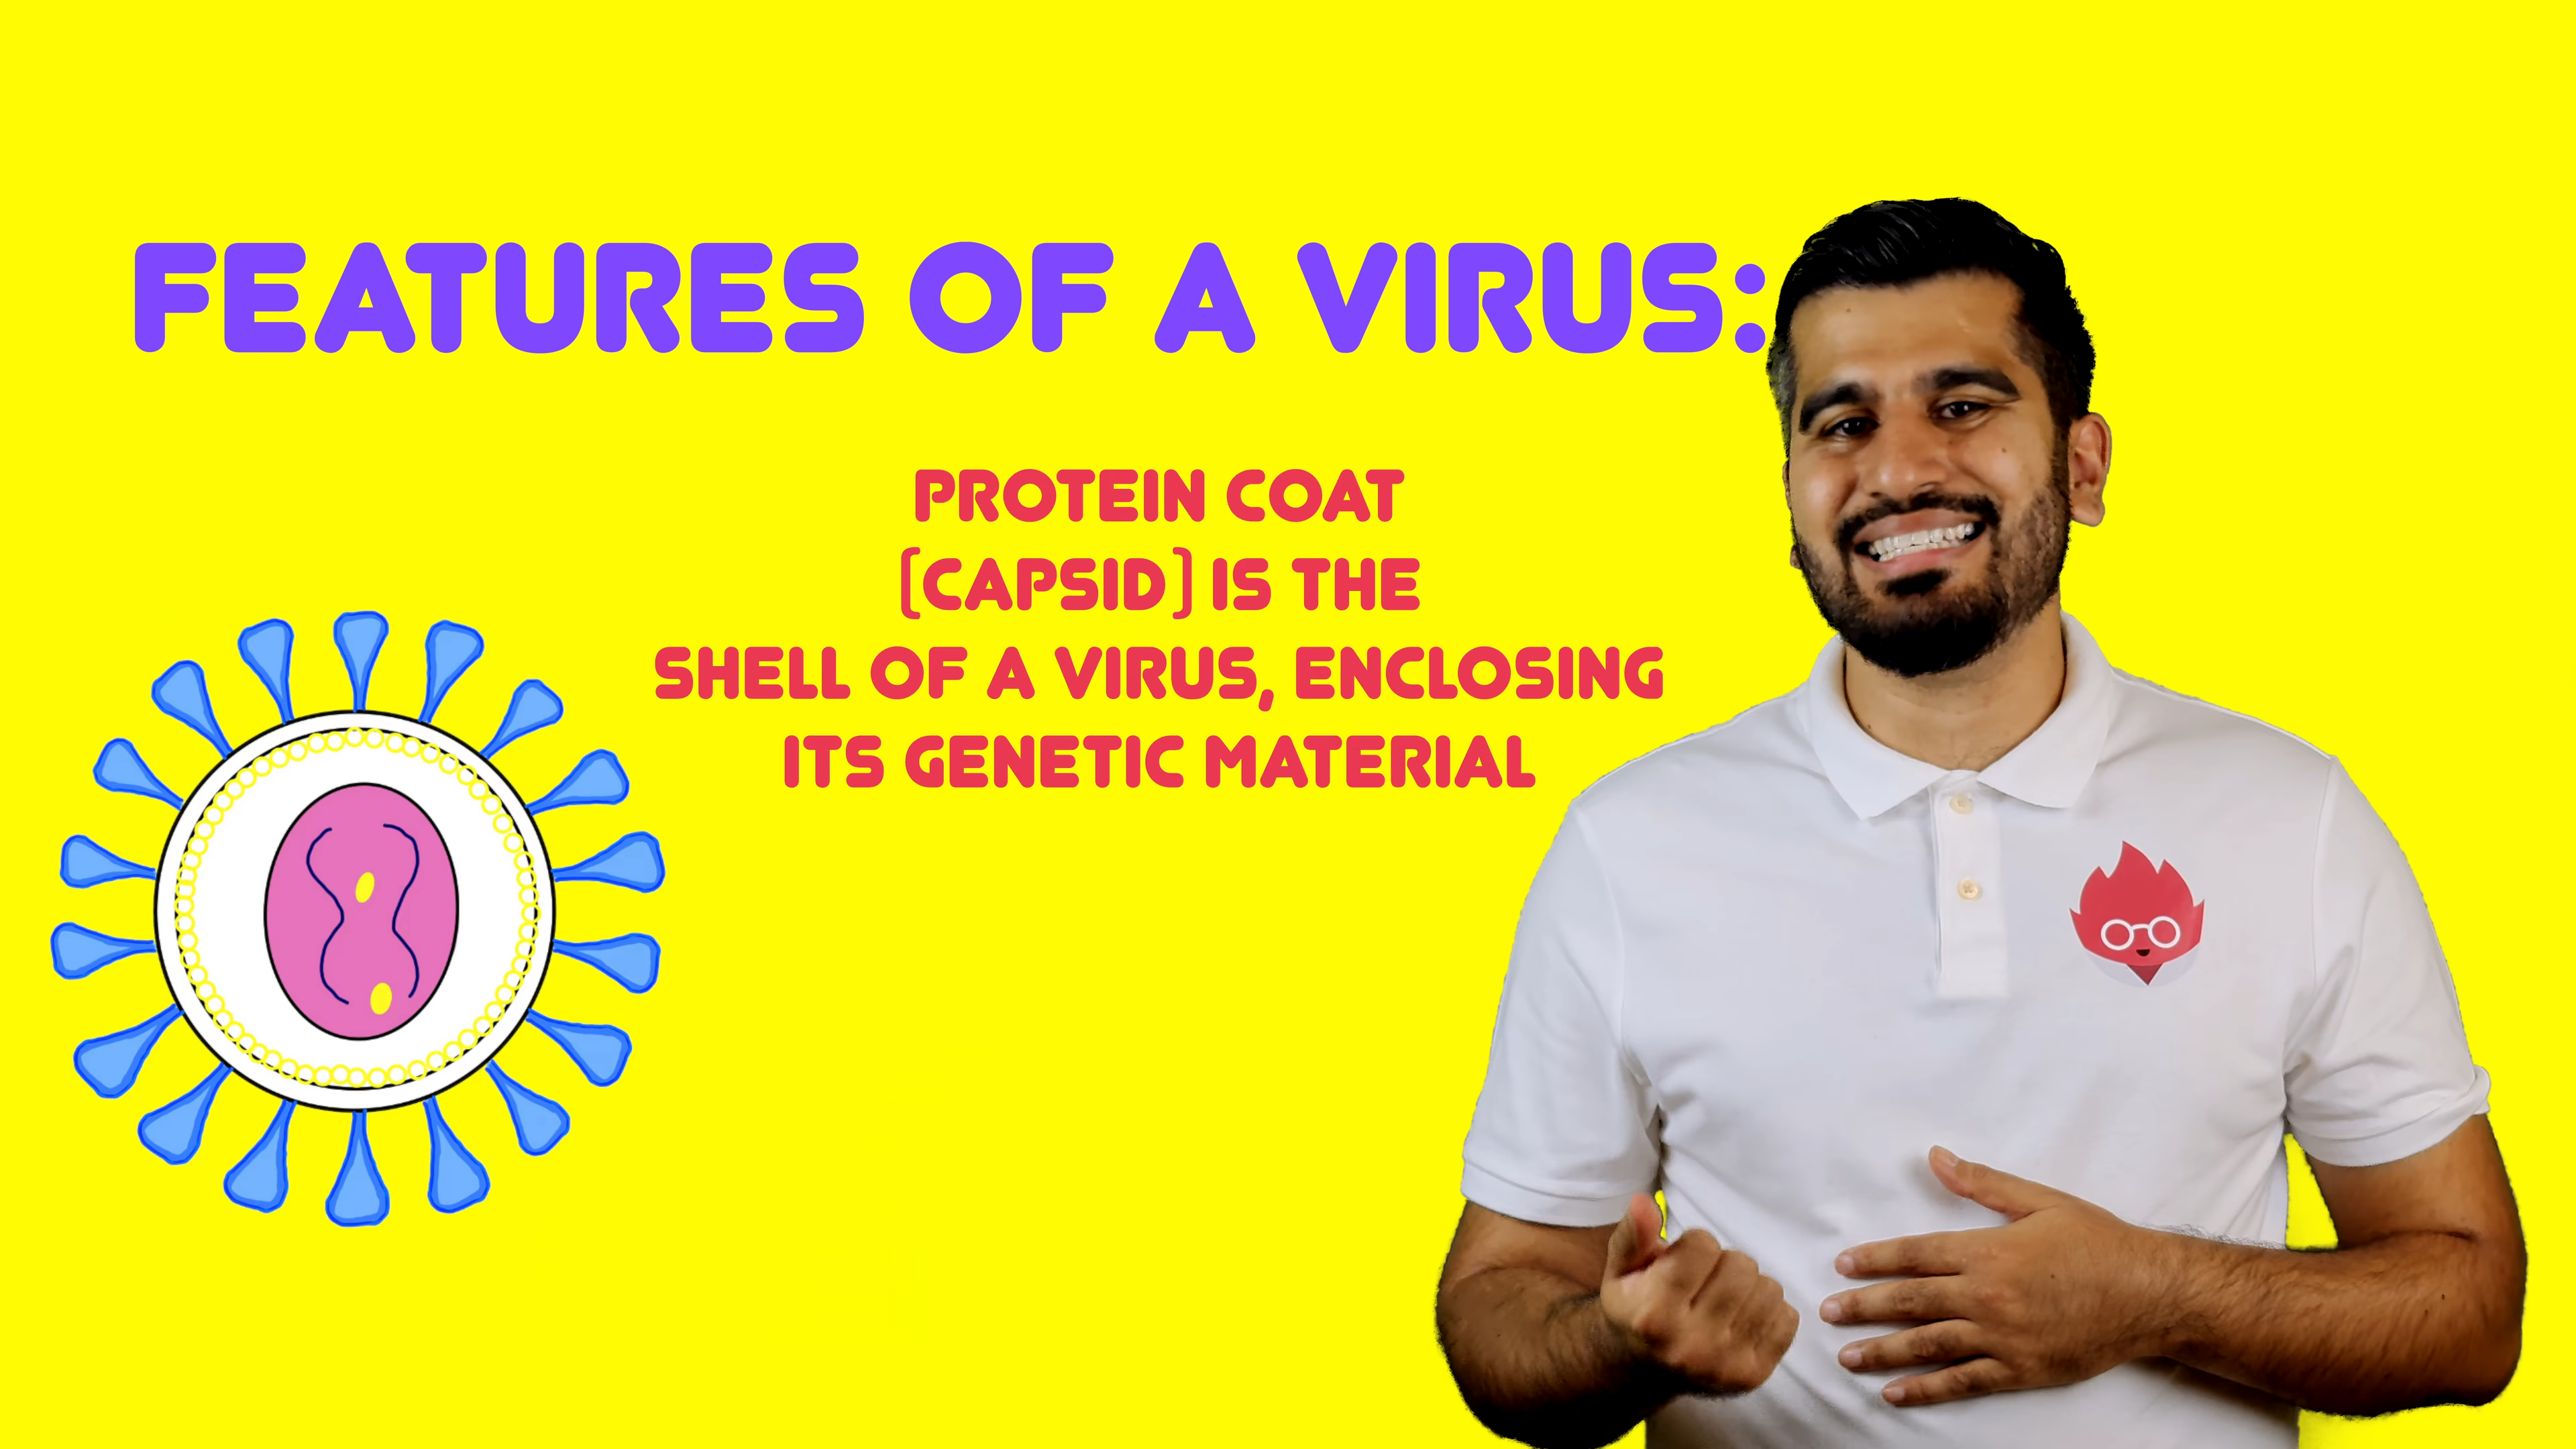 FEATURES OF A VIRUS:
PROTEIN COAT
(CAPSID) IS THE
SHELL OF A VIRUS, ENCLOSING
ITS GENETIC MATERIAL